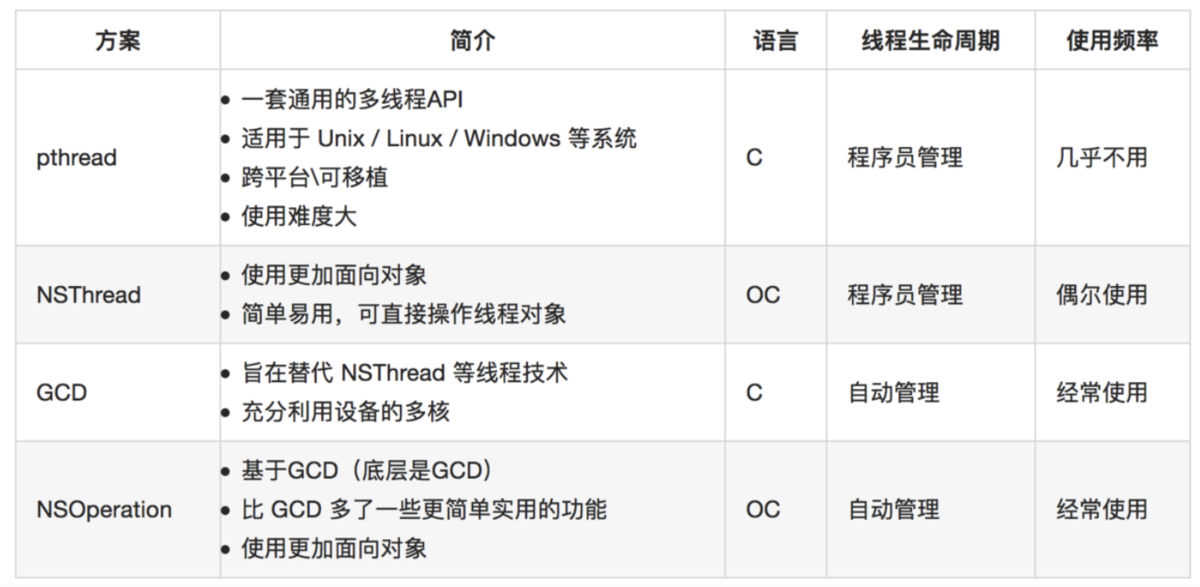 方案 简介 语言 线程生命周期 使用频率
一套通用的多线程API
适用于 Unix / Linux / Windows 等系统
pthread C 程序员管理 几乎不用
跨平台\可移植
使用难度大
使用更加面向对象
NSThread OC 程序员管理 偶尔使用
简单易用，可直接操作线程对象
旨在替代 NSThread 等线程技术
GCD C 自动管理 经常使用
充分利用设备的多核
基于GCD（底层是GCD）
NSOperation 比 GCD 多了一些更简单实用的功能 OC 自动管理 经常使用
使用更加面向对象